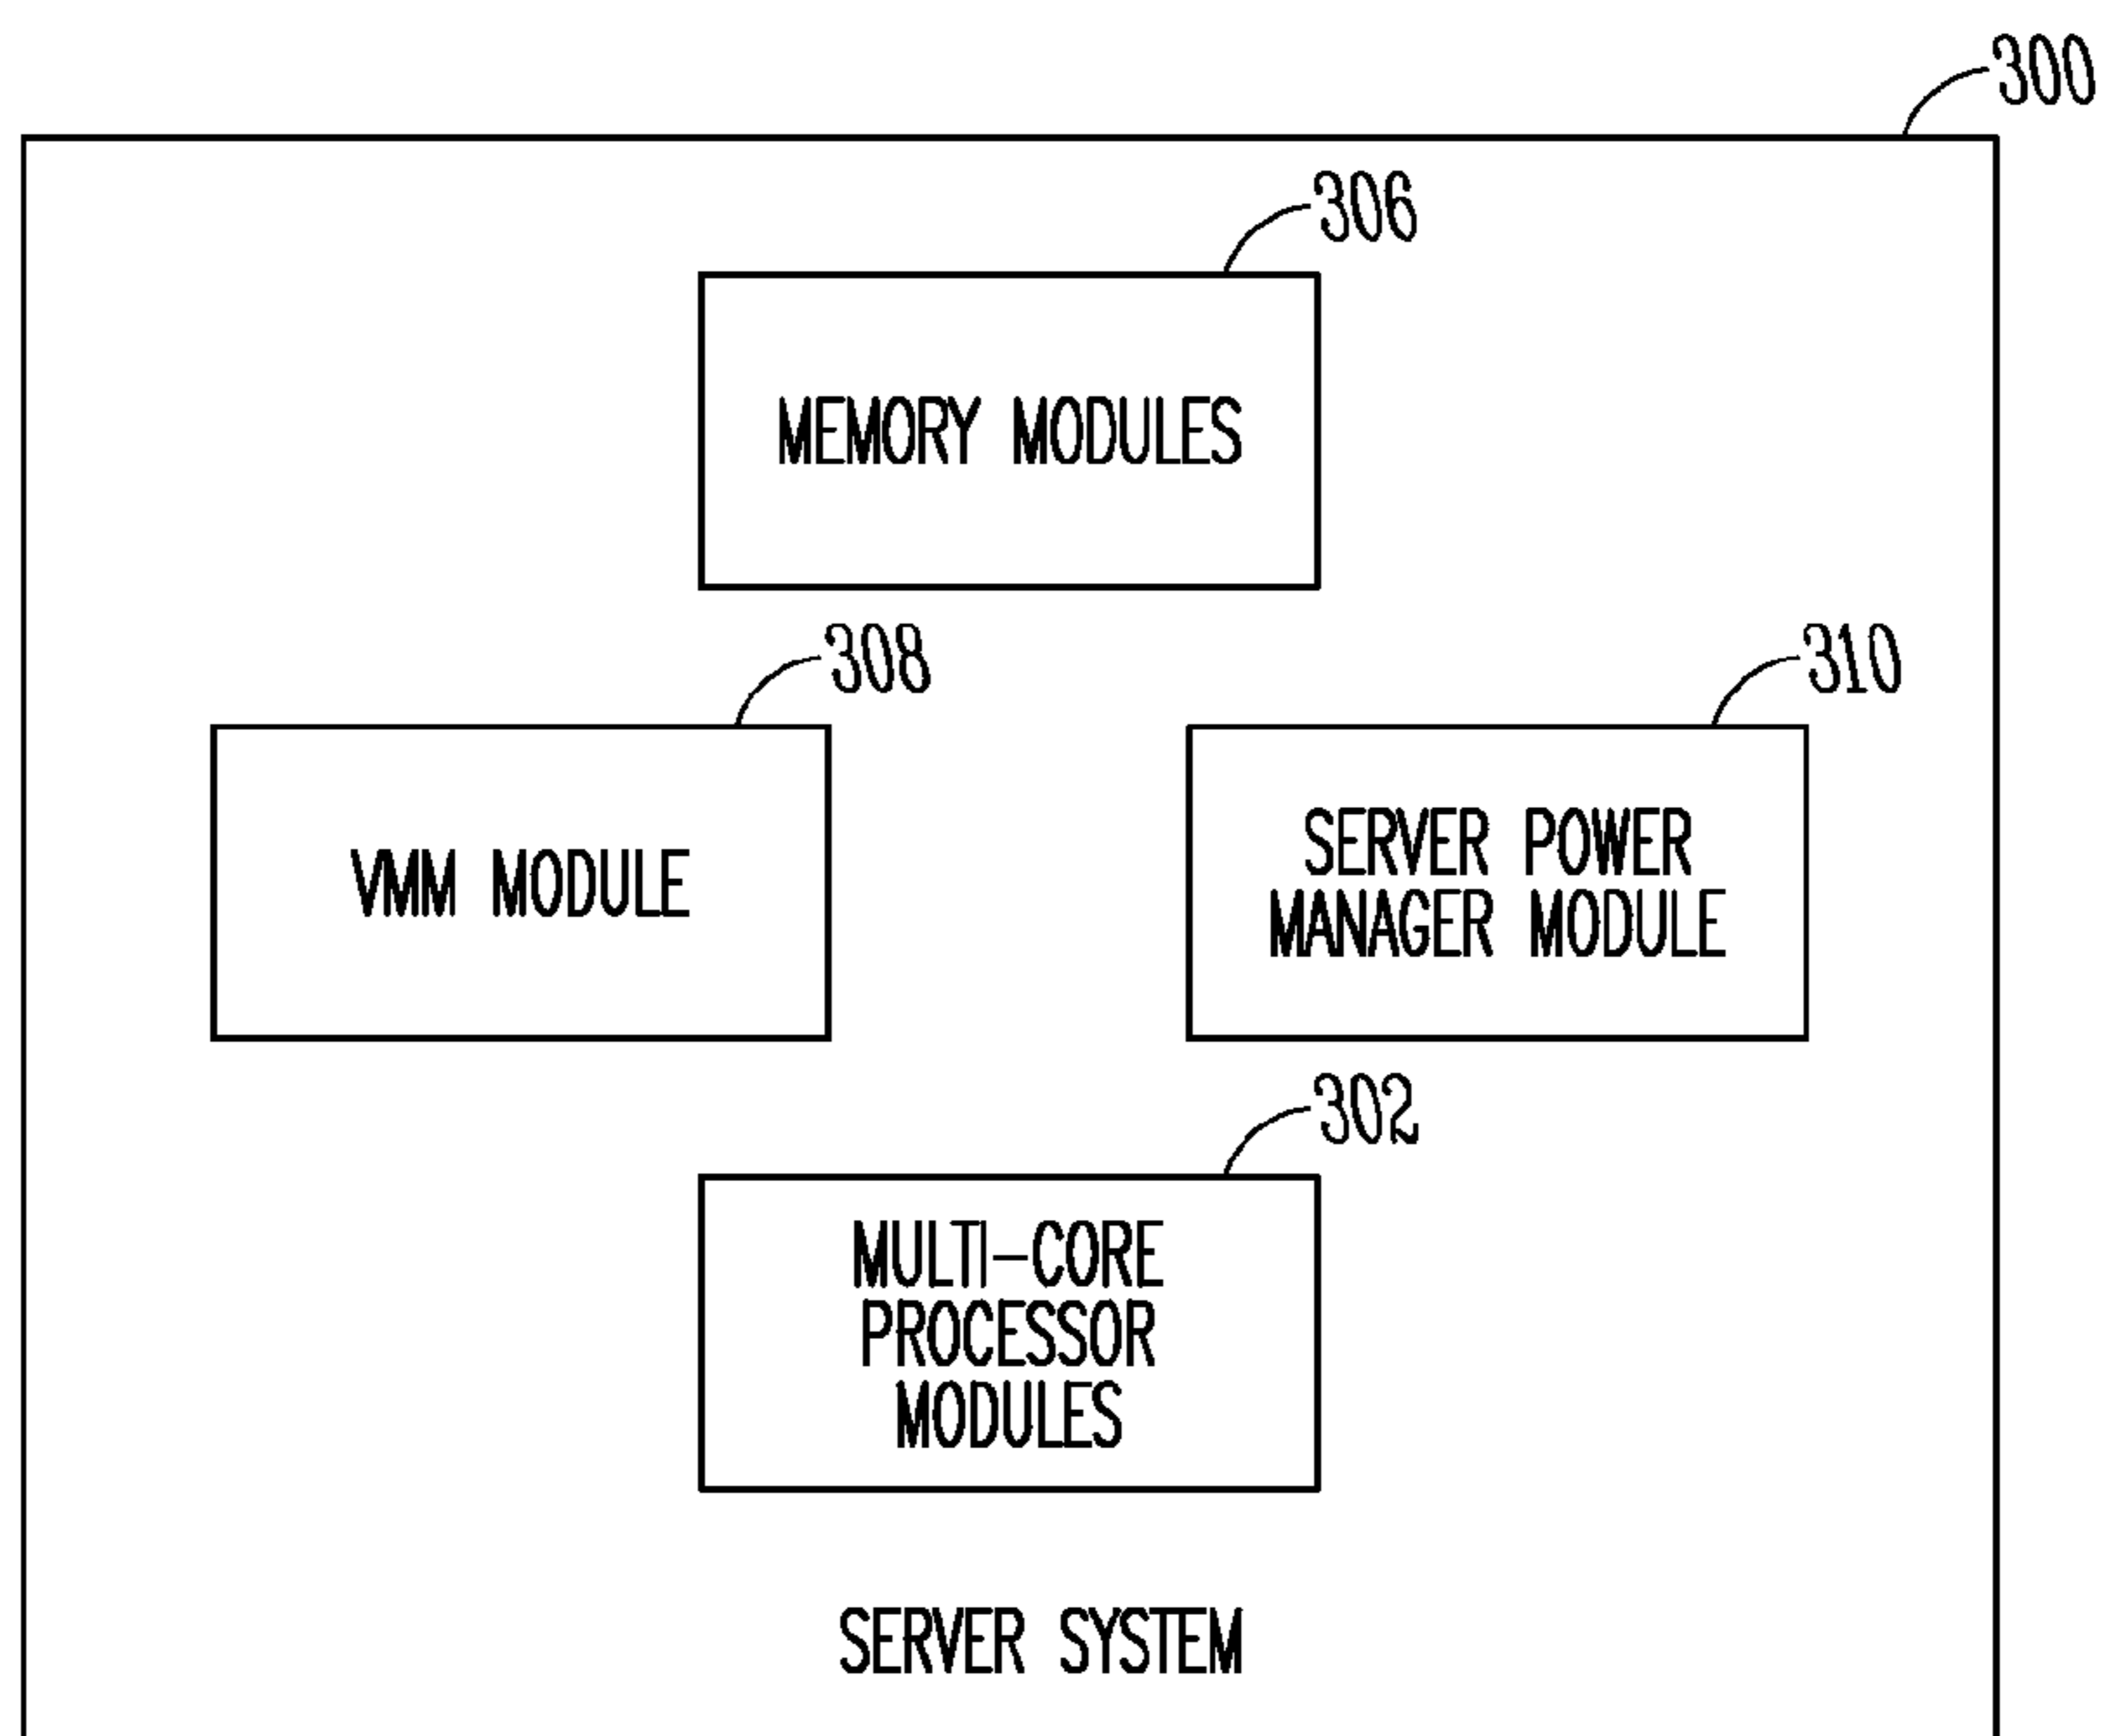 300
306
MEMORY MODULES
308
310
VMM MODULE
SERVER POWER
MANAGER MODULE
302
MULTI-CORE
PROCESSOR
MODULES
SERVER SYSTEM